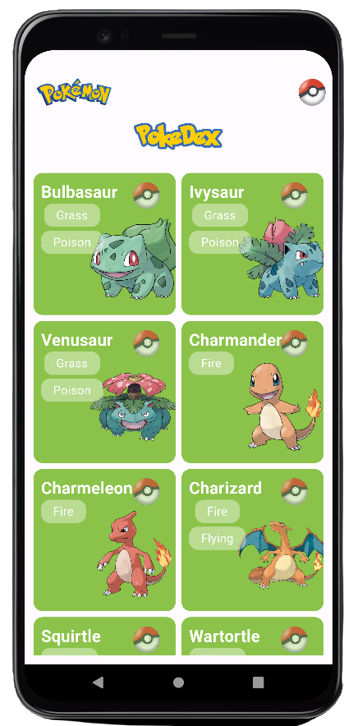 Pokémon
PokeDex
Bulbasaur
Grass
Poison
Ivysaur
Grass
Poison
Venusaur
Grass
Poison
Charmander
Fire
Charmeleon
Fire
Charizard
Fire
Flying
Squirtle
Wartortle